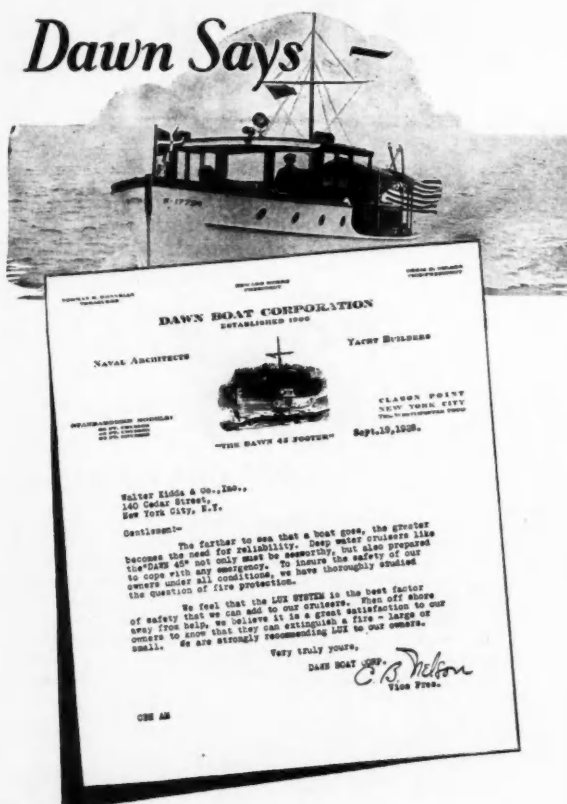 Dawn Says —
DAWN BOAT CORPORATION
NAVAL ARCHITECTS
YACHT BUILDERS
STANDARDIZED MODELS:
CLASON POINT
NEW YORK CITY
"THE DAWN 45 FOOTER"
Sept.19,1928.
Walter Kidde & Co.,Inc.,
140 Cedar Street,
New York City, N.Y.
Gentlemen:-
The farther to sea that a boat goes, the greater
becomes the need for reliability. Deep water cruisers like
the "DAWN 45" not only must be seaworthy, but also prepared
to cope with any emergency. To insure the safety of our
owners under all conditions, we have thoroughly studied
the question of fire protection.
We feel that the LUX SYSTEM is the best factor
of safety that we can add to our cruisers. When off shore
away from help, we believe it is a great satisfaction to our
owners to know that they can extinguish a fire - large or
small. We are strongly recommending LUX to our owners.
Very truly yours,
DAWN BOAT CORP.
C. B. Nelson
Vice Pres.